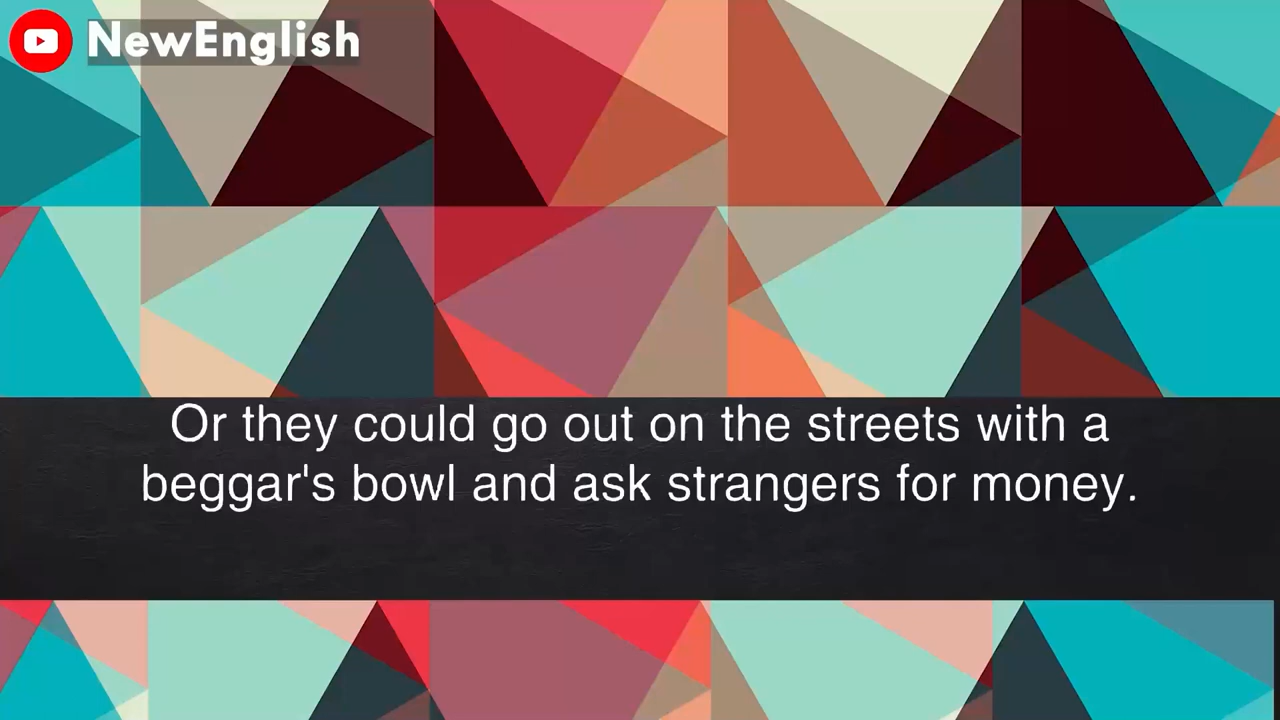 NewEnglish
Or they could go out on the streets with a
beggar's bowl and ask strangers for money.